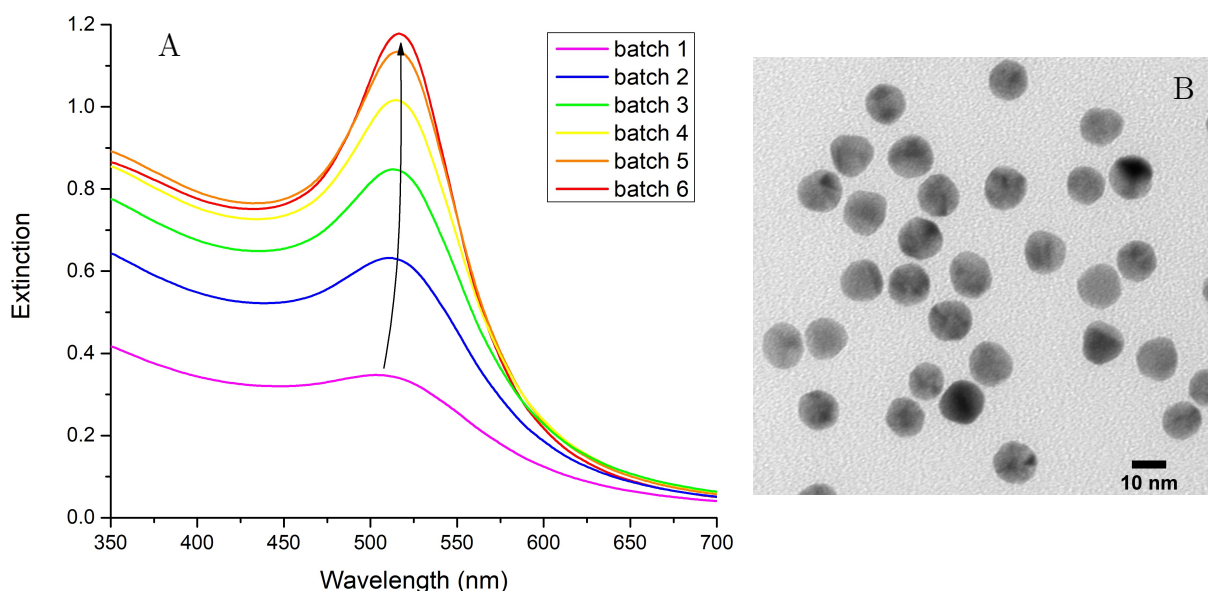 A
1.2
1.0
0.8
0.6
0.4
0.2
0.0
Extinction
350
400
450
500
550
600
650
700
Wavelength (nm)
batch 1
batch 2
batch 3
batch 4
batch 5
batch 6
B
10 nm